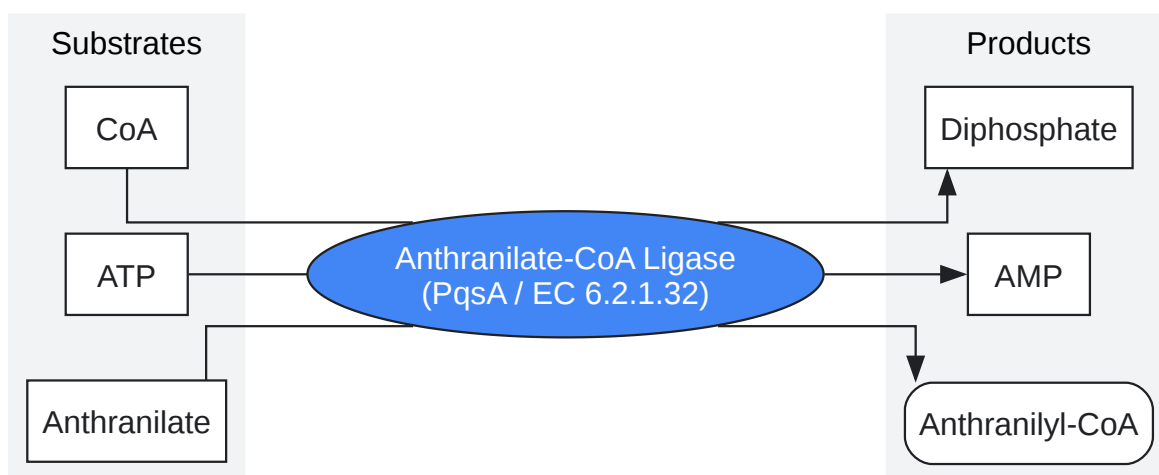 Substrates
CoA
ATP
Anthranilate
Anthranilate-CoA Ligase
(PqsA / EC 6.2.1.32)
Products
Diphosphate
AMP
Anthranilyl-CoA